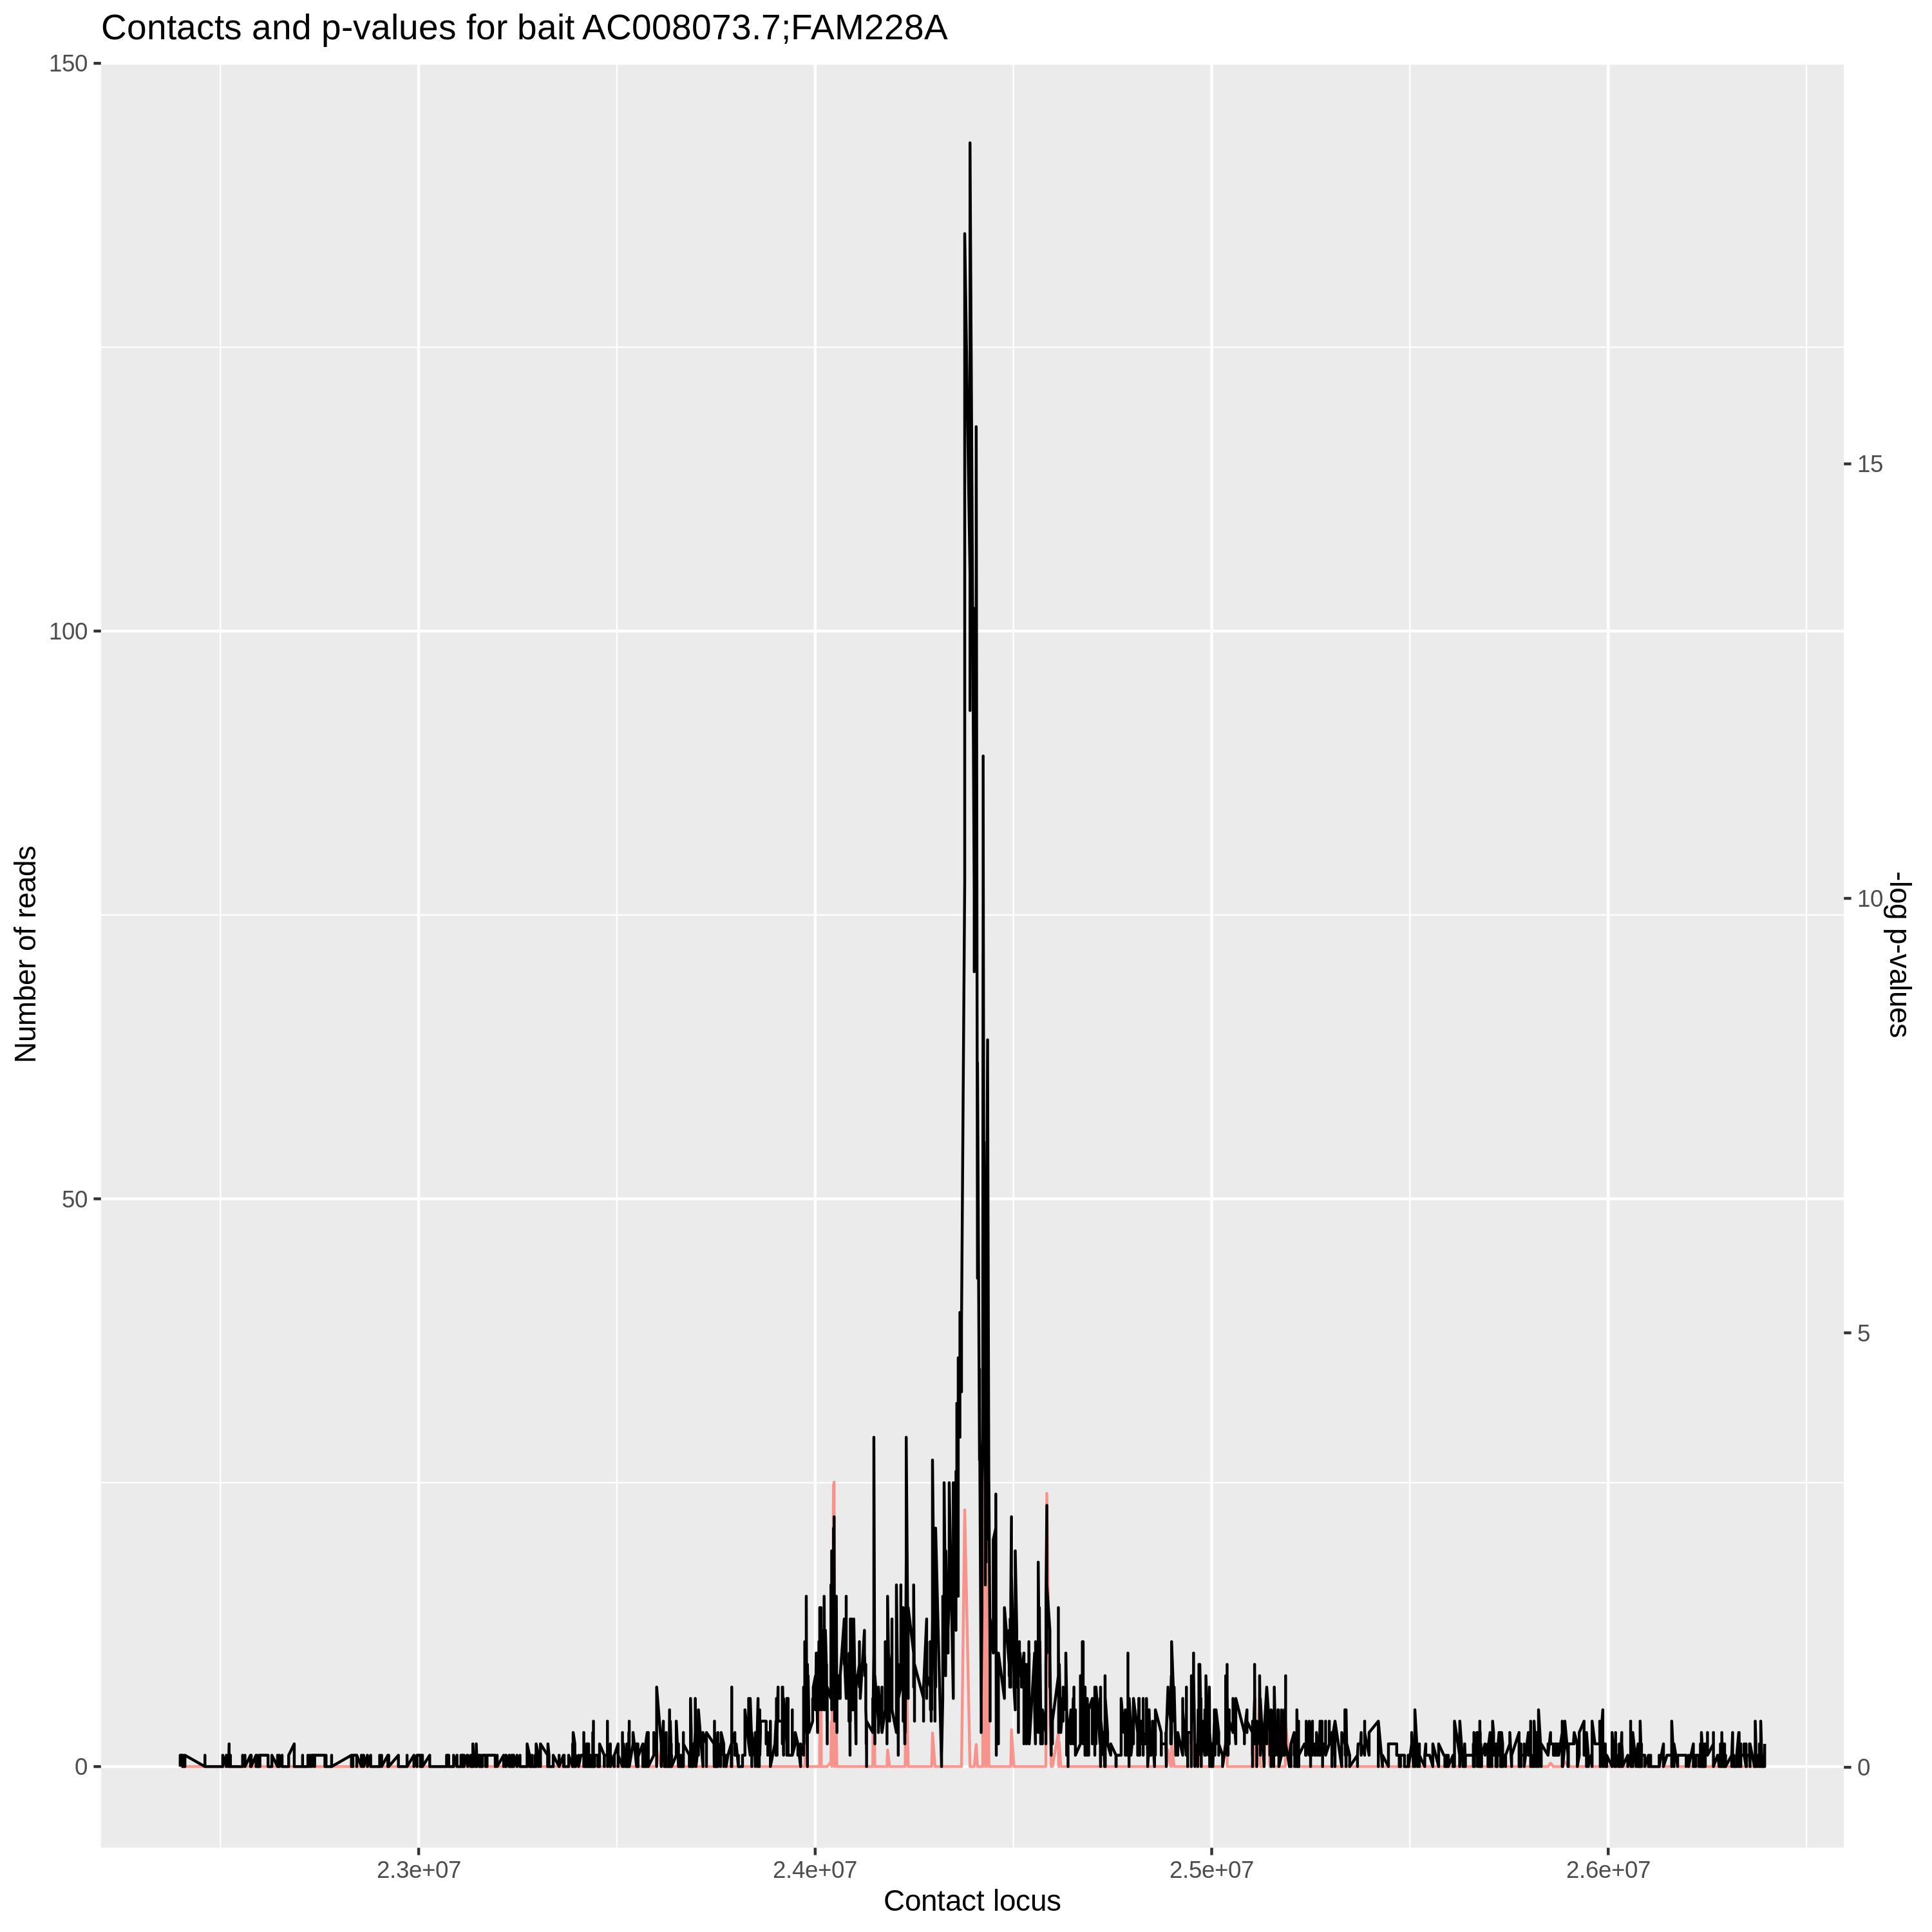 Contacts and p-values for bait AC008073.7;FAM228A
150
100
50
0
Number of reads
15
10
5
0
-log p-values
2.3e+07
2.4e+07
2.5e+07
2.6e+07
Contact locus